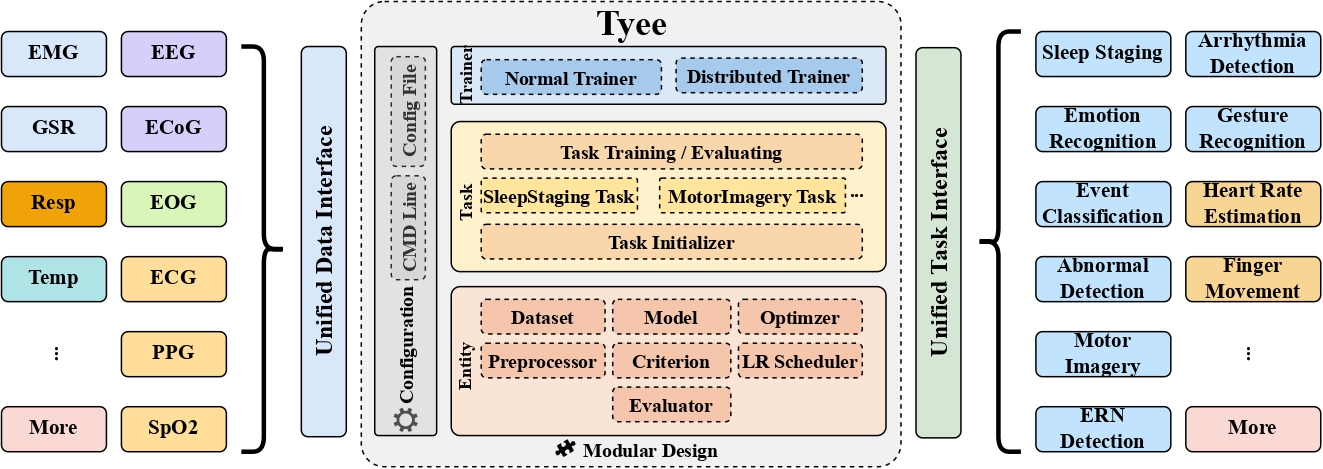 Tyee
EMG
EEG
GSR
ECoG
Resp
EOG
Temp
ECG
⋮
PPG
More
SpO2
Unified Data Interface
Configuration
CMD Line
Config File
Trainer
Normal Trainer
Distributed Trainer
Task
Task Training / Evaluating
SleepStaging Task
MotorImagery Task
...
Task Initializer
Entity
Dataset
Model
Optimzer
Preprocessor
Criterion
LR Scheduler
Evaluator
Modular Design
Unified Task Interface
Sleep Staging
Arrhythmia
Detection
Emotion
Recognition
Gesture
Recognition
Event
Classification
Heart Rate
Estimation
Abnormal
Detection
Finger
Movement
Motor
Imagery
⋮
ERN
Detection
More